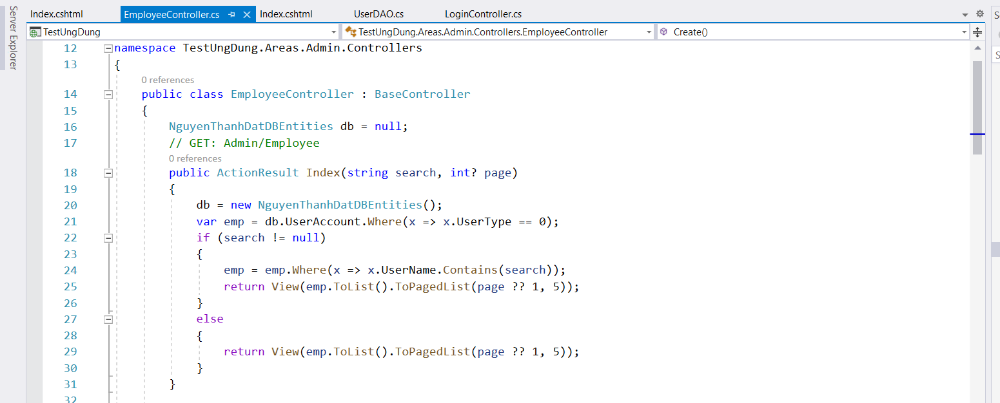 Server Explorer
Index.cshtml EmployeeController.cs Index.cshtml UserDAO.cs LoginController.cs S
TestUngDung TestUngDung.Areas.Admin.Controllers.EmployeeController Create()
12 namespace TestUngDung.Areas.Admin.Controllers
13 {
0 references
14 public class EmployeeController : BaseController
15 {
16 NguyenThanhDatDBEntities db = null;
17 // GET: Admin/Employee
0 references
18 public ActionResult Index(string search, int? page)
19 {
20 db = new NguyenThanhDatDBEntities();
21 var emp = db.UserAccount.Where(x => x.UserType == 0);
22 if (search != null)
23 {
24 emp = emp.Where(x => x.UserName.Contains(search));
25 return View(emp.ToList().ToPagedList(page ?? 1, 5));
26 }
27 else
28 {
29 return View(emp.ToList().ToPagedList(page ?? 1, 5));
30 }
31 }
32